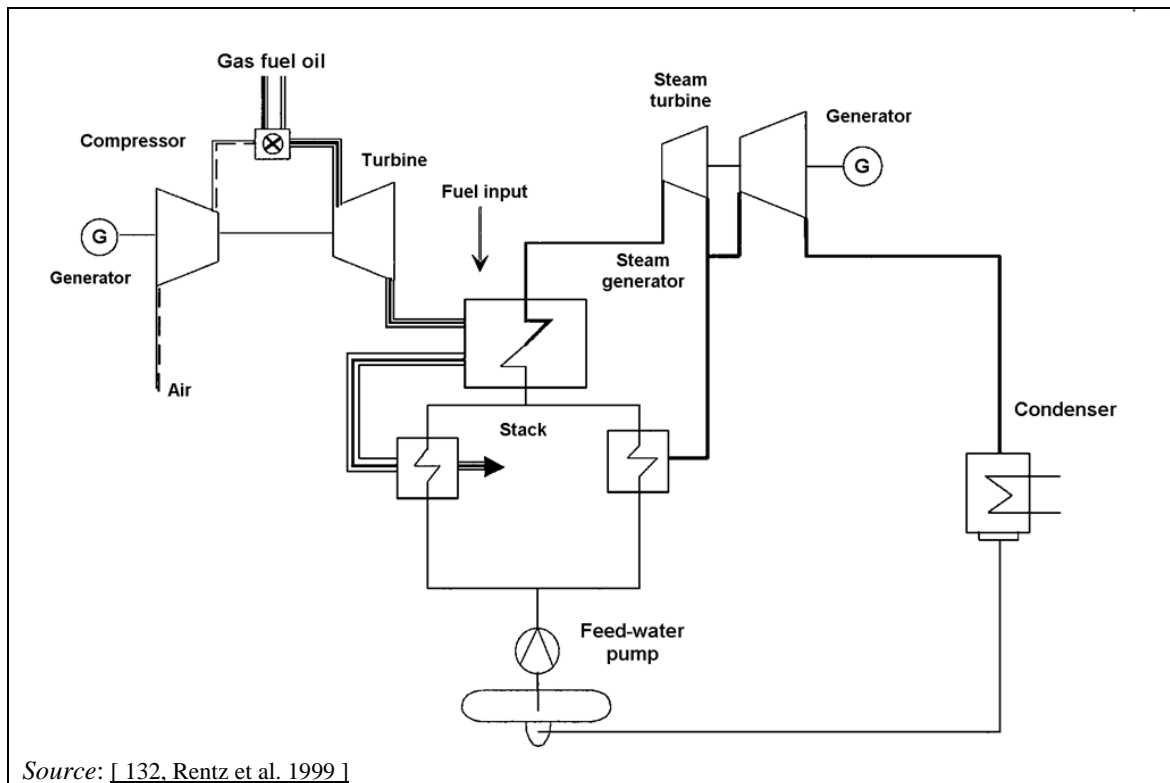 Gas fuel oil
Steam
turbine
Generator
Compressor
Turbine
Fuel input
G
G
Generator
Steam
generator
Air
Stack
Condenser
Feed-water
pump
Source: [ 132, Rentz et al. 1999 ]